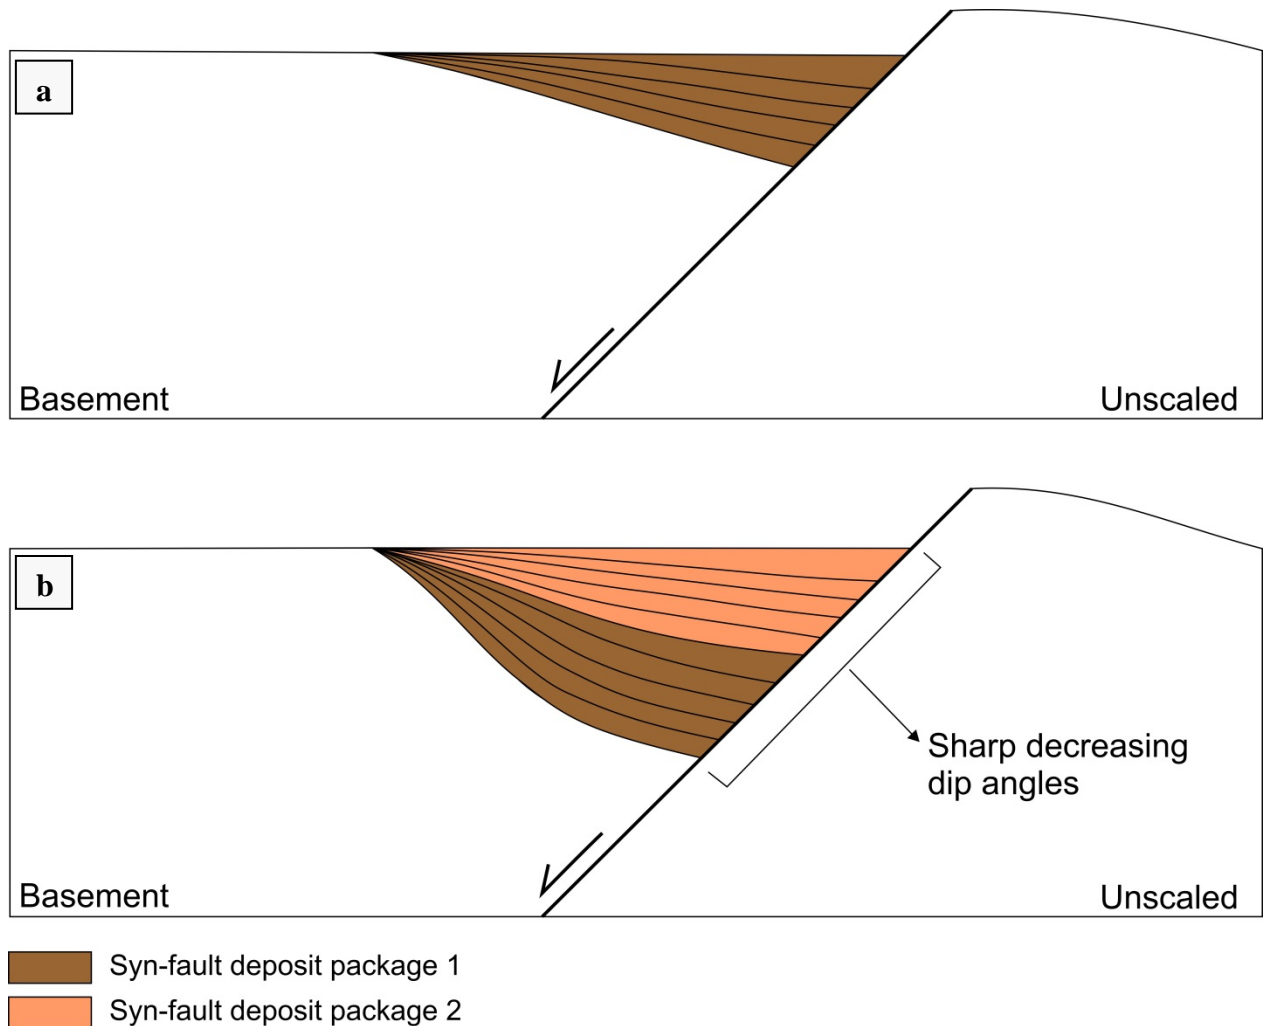 a
Basement
Unscaled
b
Sharp decreasing
dip angles
Basement
Unscaled
Syn-fault deposit package 1
Syn-fault deposit package 2